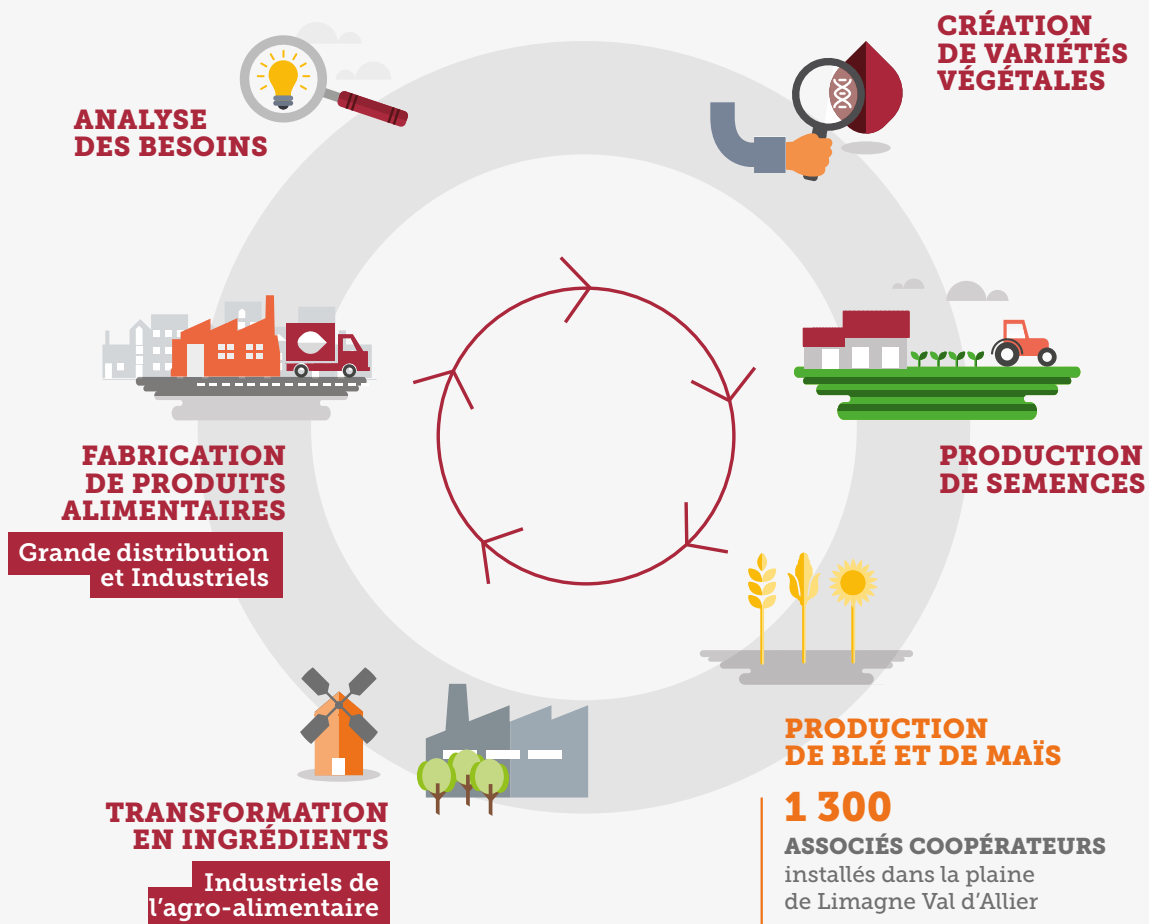 ANALYSE
DES BESOINS
CRÉATION
DE VARIÉTÉS
VÉGÉTALES
PRODUCTION
DE SEMENCES
PRODUCTION
DE BLÉ ET DE MAÏS
1 300
ASSOCIÉS COOPÉRATEURS
installés dans la plaine
de Limagne Val d’Allier
TRANSFORMATION
EN INGRÉDIENTS
Industriels de
l’agro-alimentaire
FABRICATION
DE PRODUITS
ALIMENTAIRES
Grande distribution
et Industriels